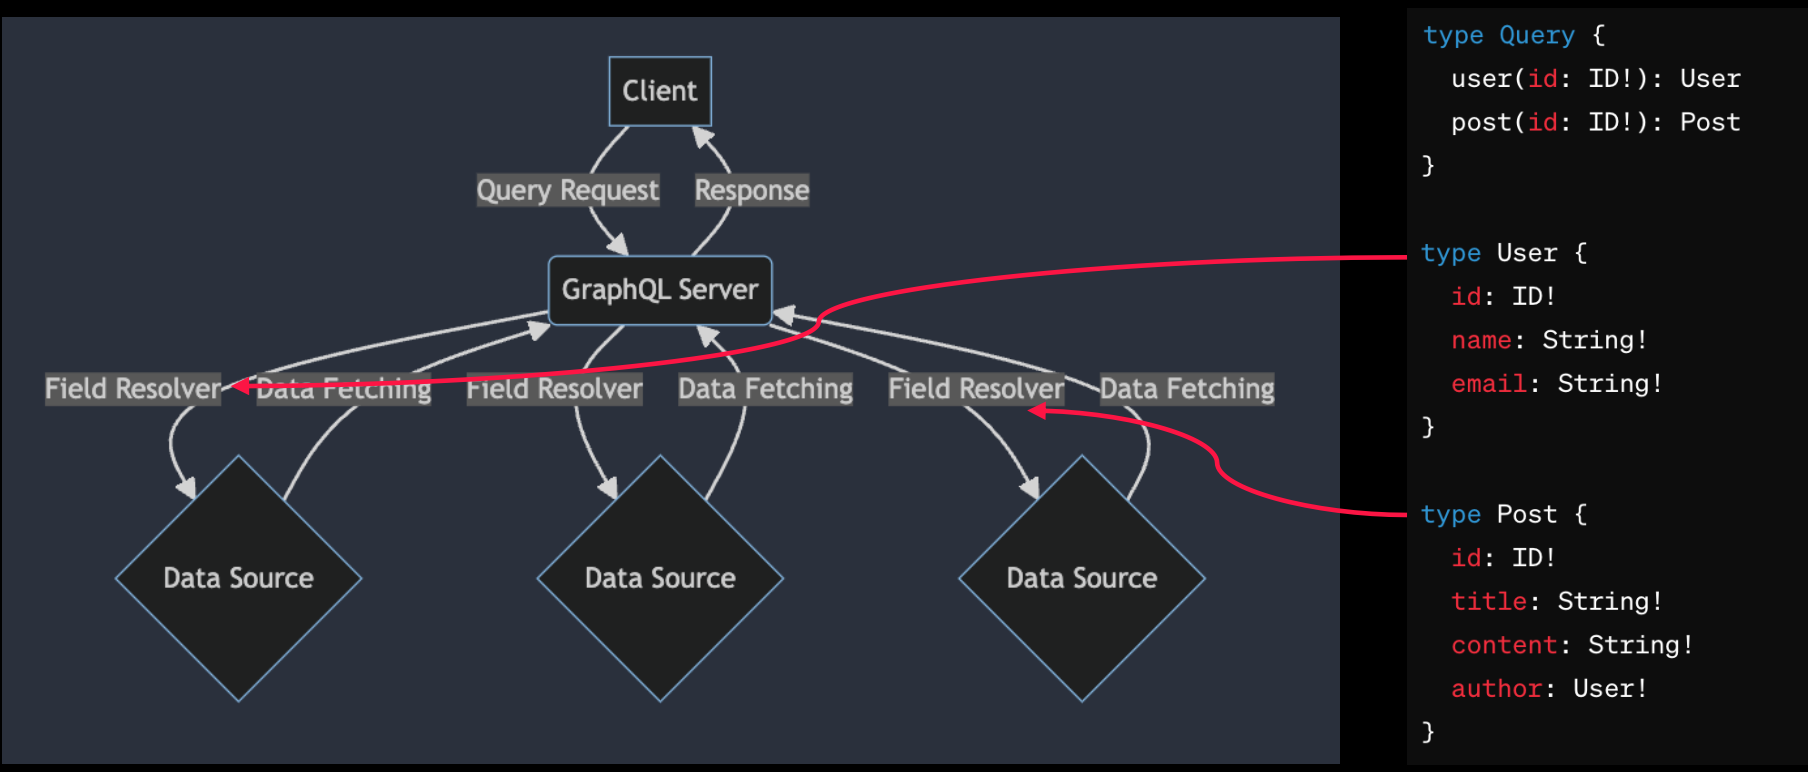 Client
Query Request
Response
GraphQL Server
Field Resolver
Data Fetching
Field Resolver
Data Fetching
Field Resolver
Data Fetching
Data Source
Data Source
Data Source
type Query {
  user(id: ID!): User
  post(id: ID!): Post
}
type User {
  id: ID!
  name: String!
  email: String!
}
type Post {
  id: ID!
  title: String!
  content: String!
  author: User!
}